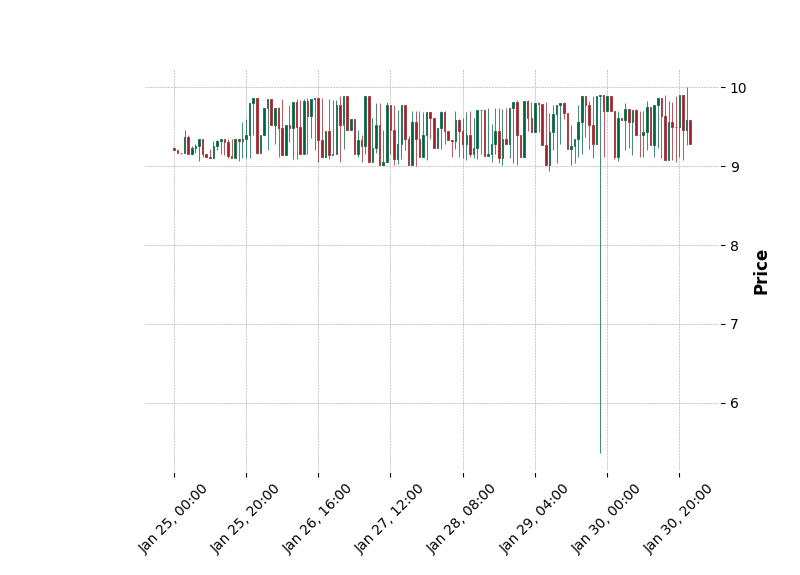 10
9
8
7
6
Price
Jan 25, 00:00
Jan 25, 20:00
Jan 26, 16:00
Jan 27, 12:00
Jan 28, 08:00
Jan 29, 04:00
Jan 30, 00:00
Jan 30, 20:00